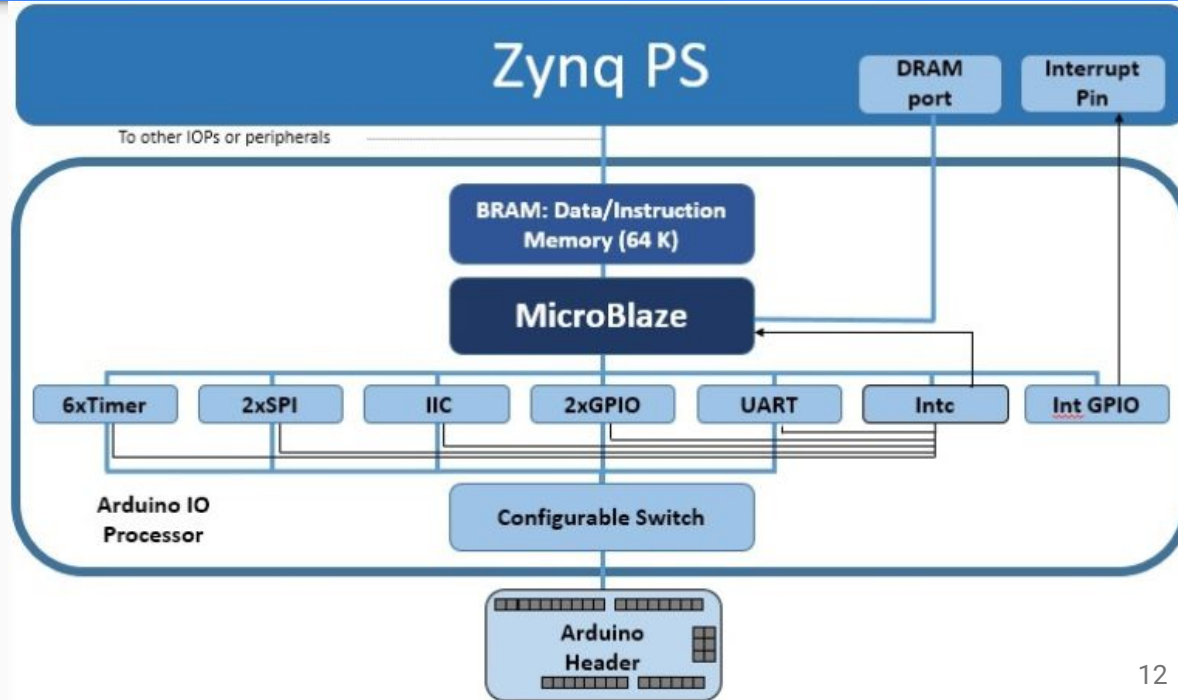 Zynq PS
DRAM
port
Interrupt
Pin
To other IOPs or peripherals
BRAM: Data/Instruction
Memory (64 K)
MicroBlaze
6xTimer
2xSPI
IIC
2xGPIO
UART
Intc
Int GPIO
Arduino IO
Processor
Configurable Switch
Arduino
Header
12